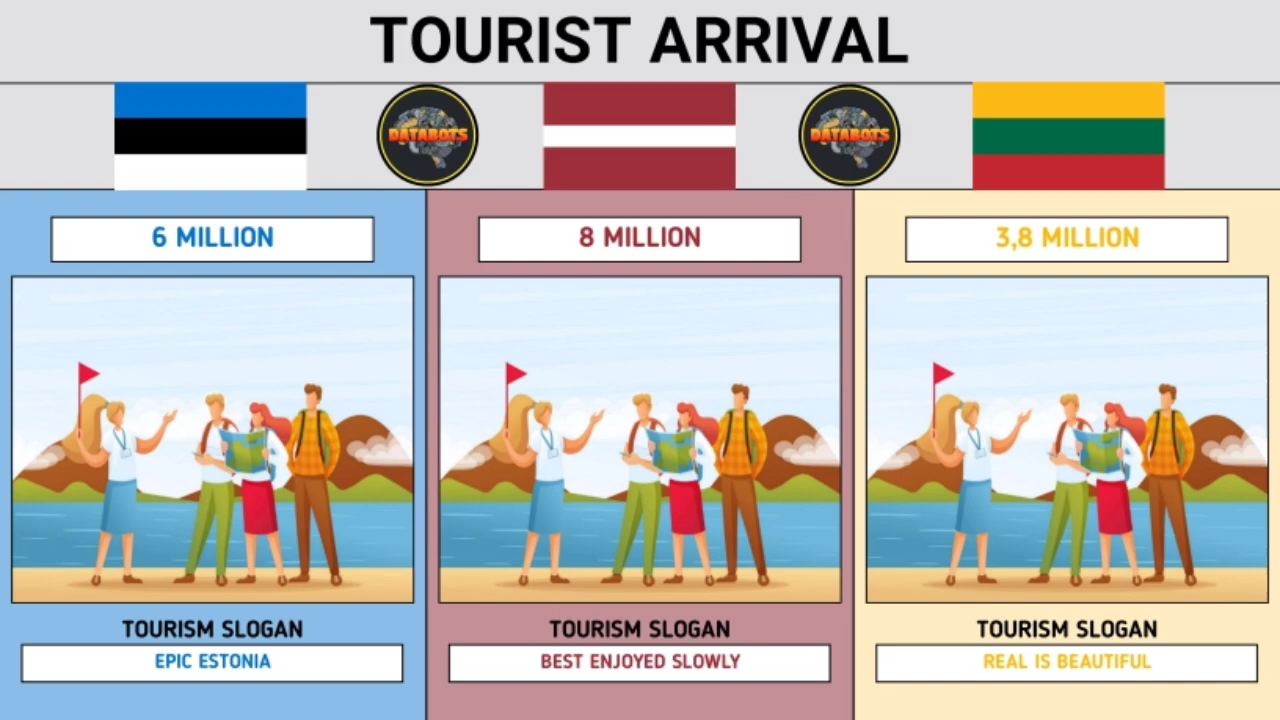 TOURIST ARRIVAL
DATABOTS
DATABOTS
6 MILLION
8 MILLION
3,8 MILLION
TOURISM SLOGAN
TOURISM SLOGAN
TOURISM SLOGAN
EPIC ESTONIA
BEST ENJOYED SLOWLY
REAL IS BEAUTIFUL